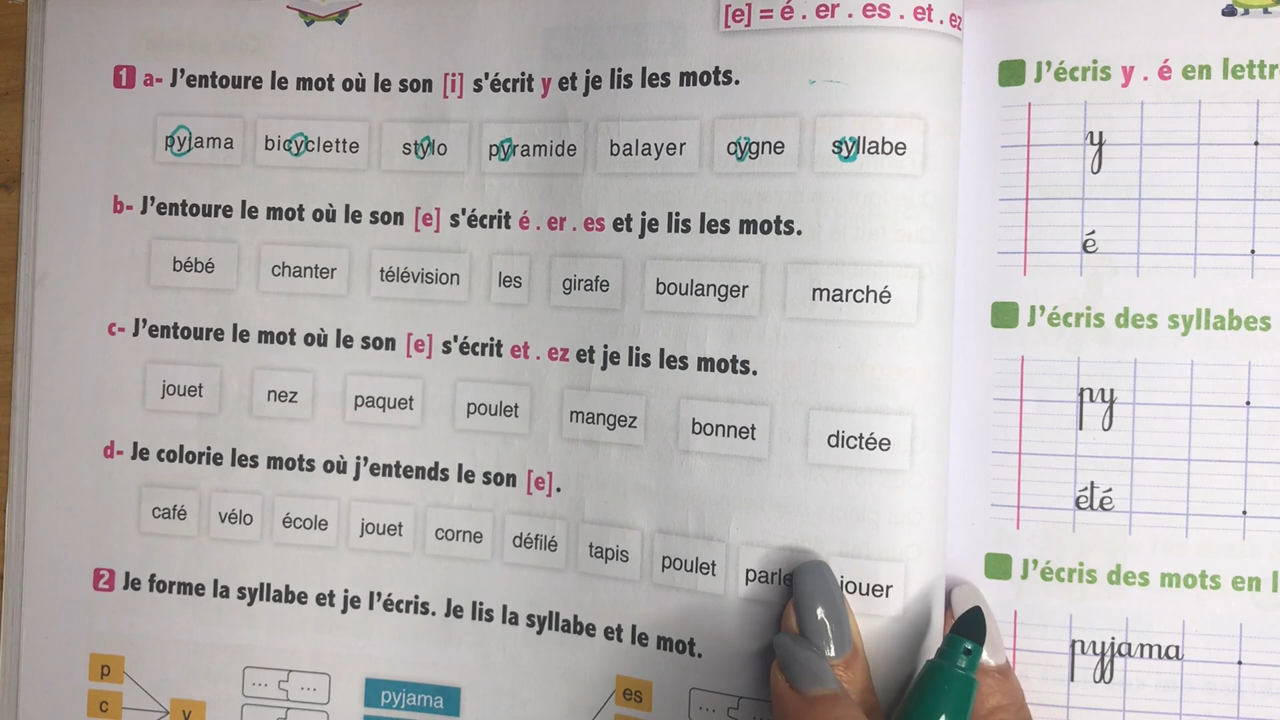 [e] = é . er . es . et . ez
1 a- J'entoure le mot où le son [i] s'écrit y et je lis les mots.
pyjama bicyclette stylo pyramide balayer cygne syllabe
b- J'entoure le mot où le son [e] s'écrit é . er . es et je lis les mots.
bébé chanter télévision les girafe boulanger marché
c- J'entoure le mot où le son [e] s'écrit et . ez et je lis les mots.
jouet nez paquet poulet mangez bonnet dictée
d- Je colorie les mots où j'entends le son [e].
café vélo école jouet corne défilé tapis poulet jouer
2 Je forme la syllabe et je l'écris. Je lis la syllabe et le mot.
p
c
y
... ...
pyjama
es
... 
J'écris y . é en lettr
y
é
J'écris des syllabes
py
été
J'écris des mots en l
pyjama